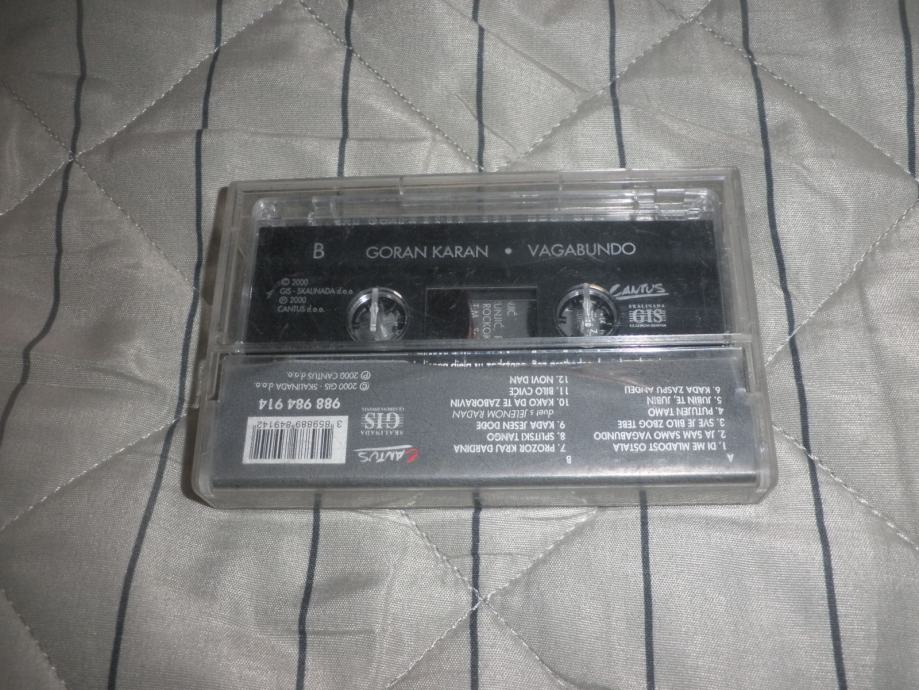 B GORAN KARAN • VAGABUNDO
© 2000
GIS - SKALINADA d.o.o.
℗ 2000
CANTUS d.o.o.
CANTUS
SKALINADA
GIS
A
1. DI ME MLADOST OSTALA
2. JA SAM SAMO VAGABUNDO
3. SVE JE BILO ZBOG TEBE
4. PUTUJEN TAMO
5. JUBIN TE, JUBIN
6. KADA ZASPU ANĐELI
B
7. PROZOR KRAJ ĐARDINA
8. SPLITSKI TANGO
9. KADA JESEN DOĐE
duet JELENOM RADAN
10. KAKO DA TE ZABORAVIN
11. BILO CVIĆE
12. NOVI DAN
CANTUS
SKALINADA
GIS
3 859889 849142
988 984 914
© 2000 GIS - SKALINADA d.o.o.
℗ 2000 CANTUS d.o.o.